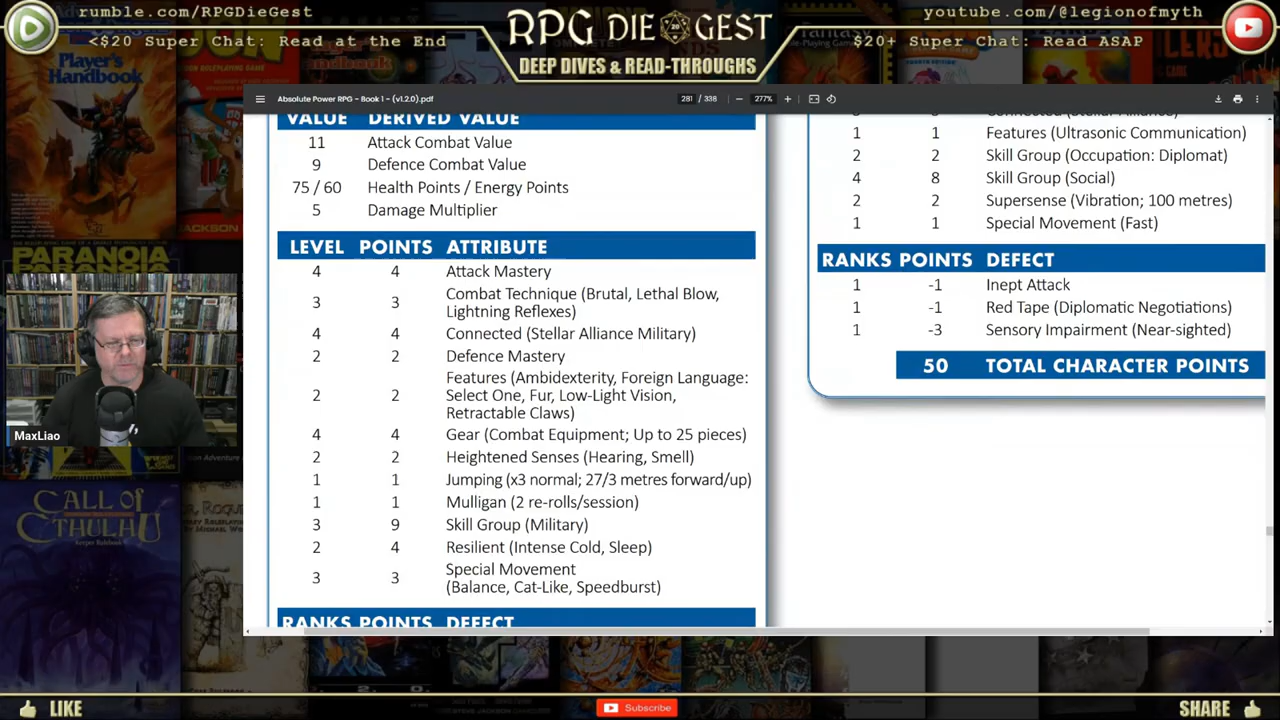 rumble.com/RPGDieGest
<$20 Super Chat: Read at the End
RPG DIE GEST
DEEP DIVES & READ-THROUGHS
youtube.com/@legionofmyth
$20+ Super Chat: Read ASAP
Player's
Handbook
PARANOIA
JACKSON
CALL of
CTHULHU
MaxLiao
Absolute Power RPG - Book 1 - (v1.2.0).pdf
281 / 338
277%
VALUE DERIVED VALUE
11 Attack Combat Value
9 Defence Combat Value
75 / 60 Health Points / Energy Points
5 Damage Multiplier
LEVEL POINTS ATTRIBUTE
4 4 Attack Mastery
3 3 Combat Technique (Brutal, Lethal Blow,
Lightning Reflexes)
4 4 Connected (Stellar Alliance Military)
2 2 Defence Mastery
2 2 Features (Ambidexterity, Foreign Language:
Select One, Fur, Low-Light Vision,
Retractable Claws)
4 4 Gear (Combat Equipment; Up to 25 pieces)
2 2 Heightened Senses (Hearing, Smell)
1 1 Jumping (x3 normal; 27/3 metres forward/up)
1 1 Mulligan (2 re-rolls/session)
3 9 Skill Group (Military)
2 4 Resilient (Intense Cold, Sleep)
3 3 Special Movement
(Balance, Cat-Like, Speedburst)
RANKS POINTS DEFECT
1 1 Features (Ultrasonic Communication)
2 2 Skill Group (Occupation: Diplomat)
4 8 Skill Group (Social)
2 2 Supersense (Vibration; 100 metres)
1 1 Special Movement (Fast)
RANKS POINTS DEFECT
1 -1 Inept Attack
1 -1 Red Tape (Diplomatic Negotiations)
1 -3 Sensory Impairment (Near-sighted)
50 TOTAL CHARACTER POINTS
LIKE
Subscribe
SHARE